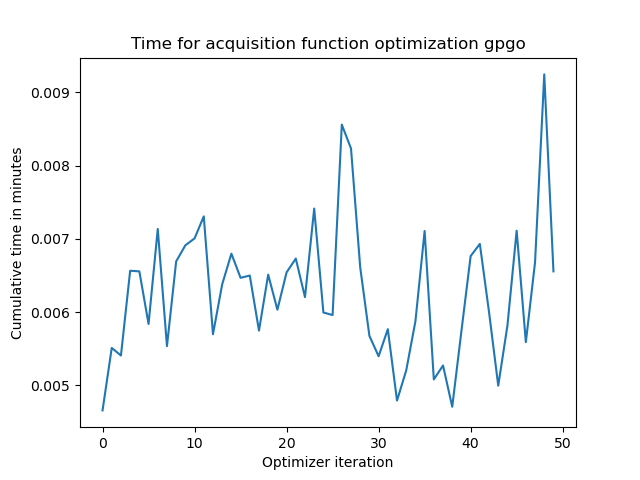 Time for acquisition function optimization gpgo
0.009
0.008
0.007
0.006
0.005
Cumulative time in minutes
0 10 20 30 40 50
Optimizer iteration